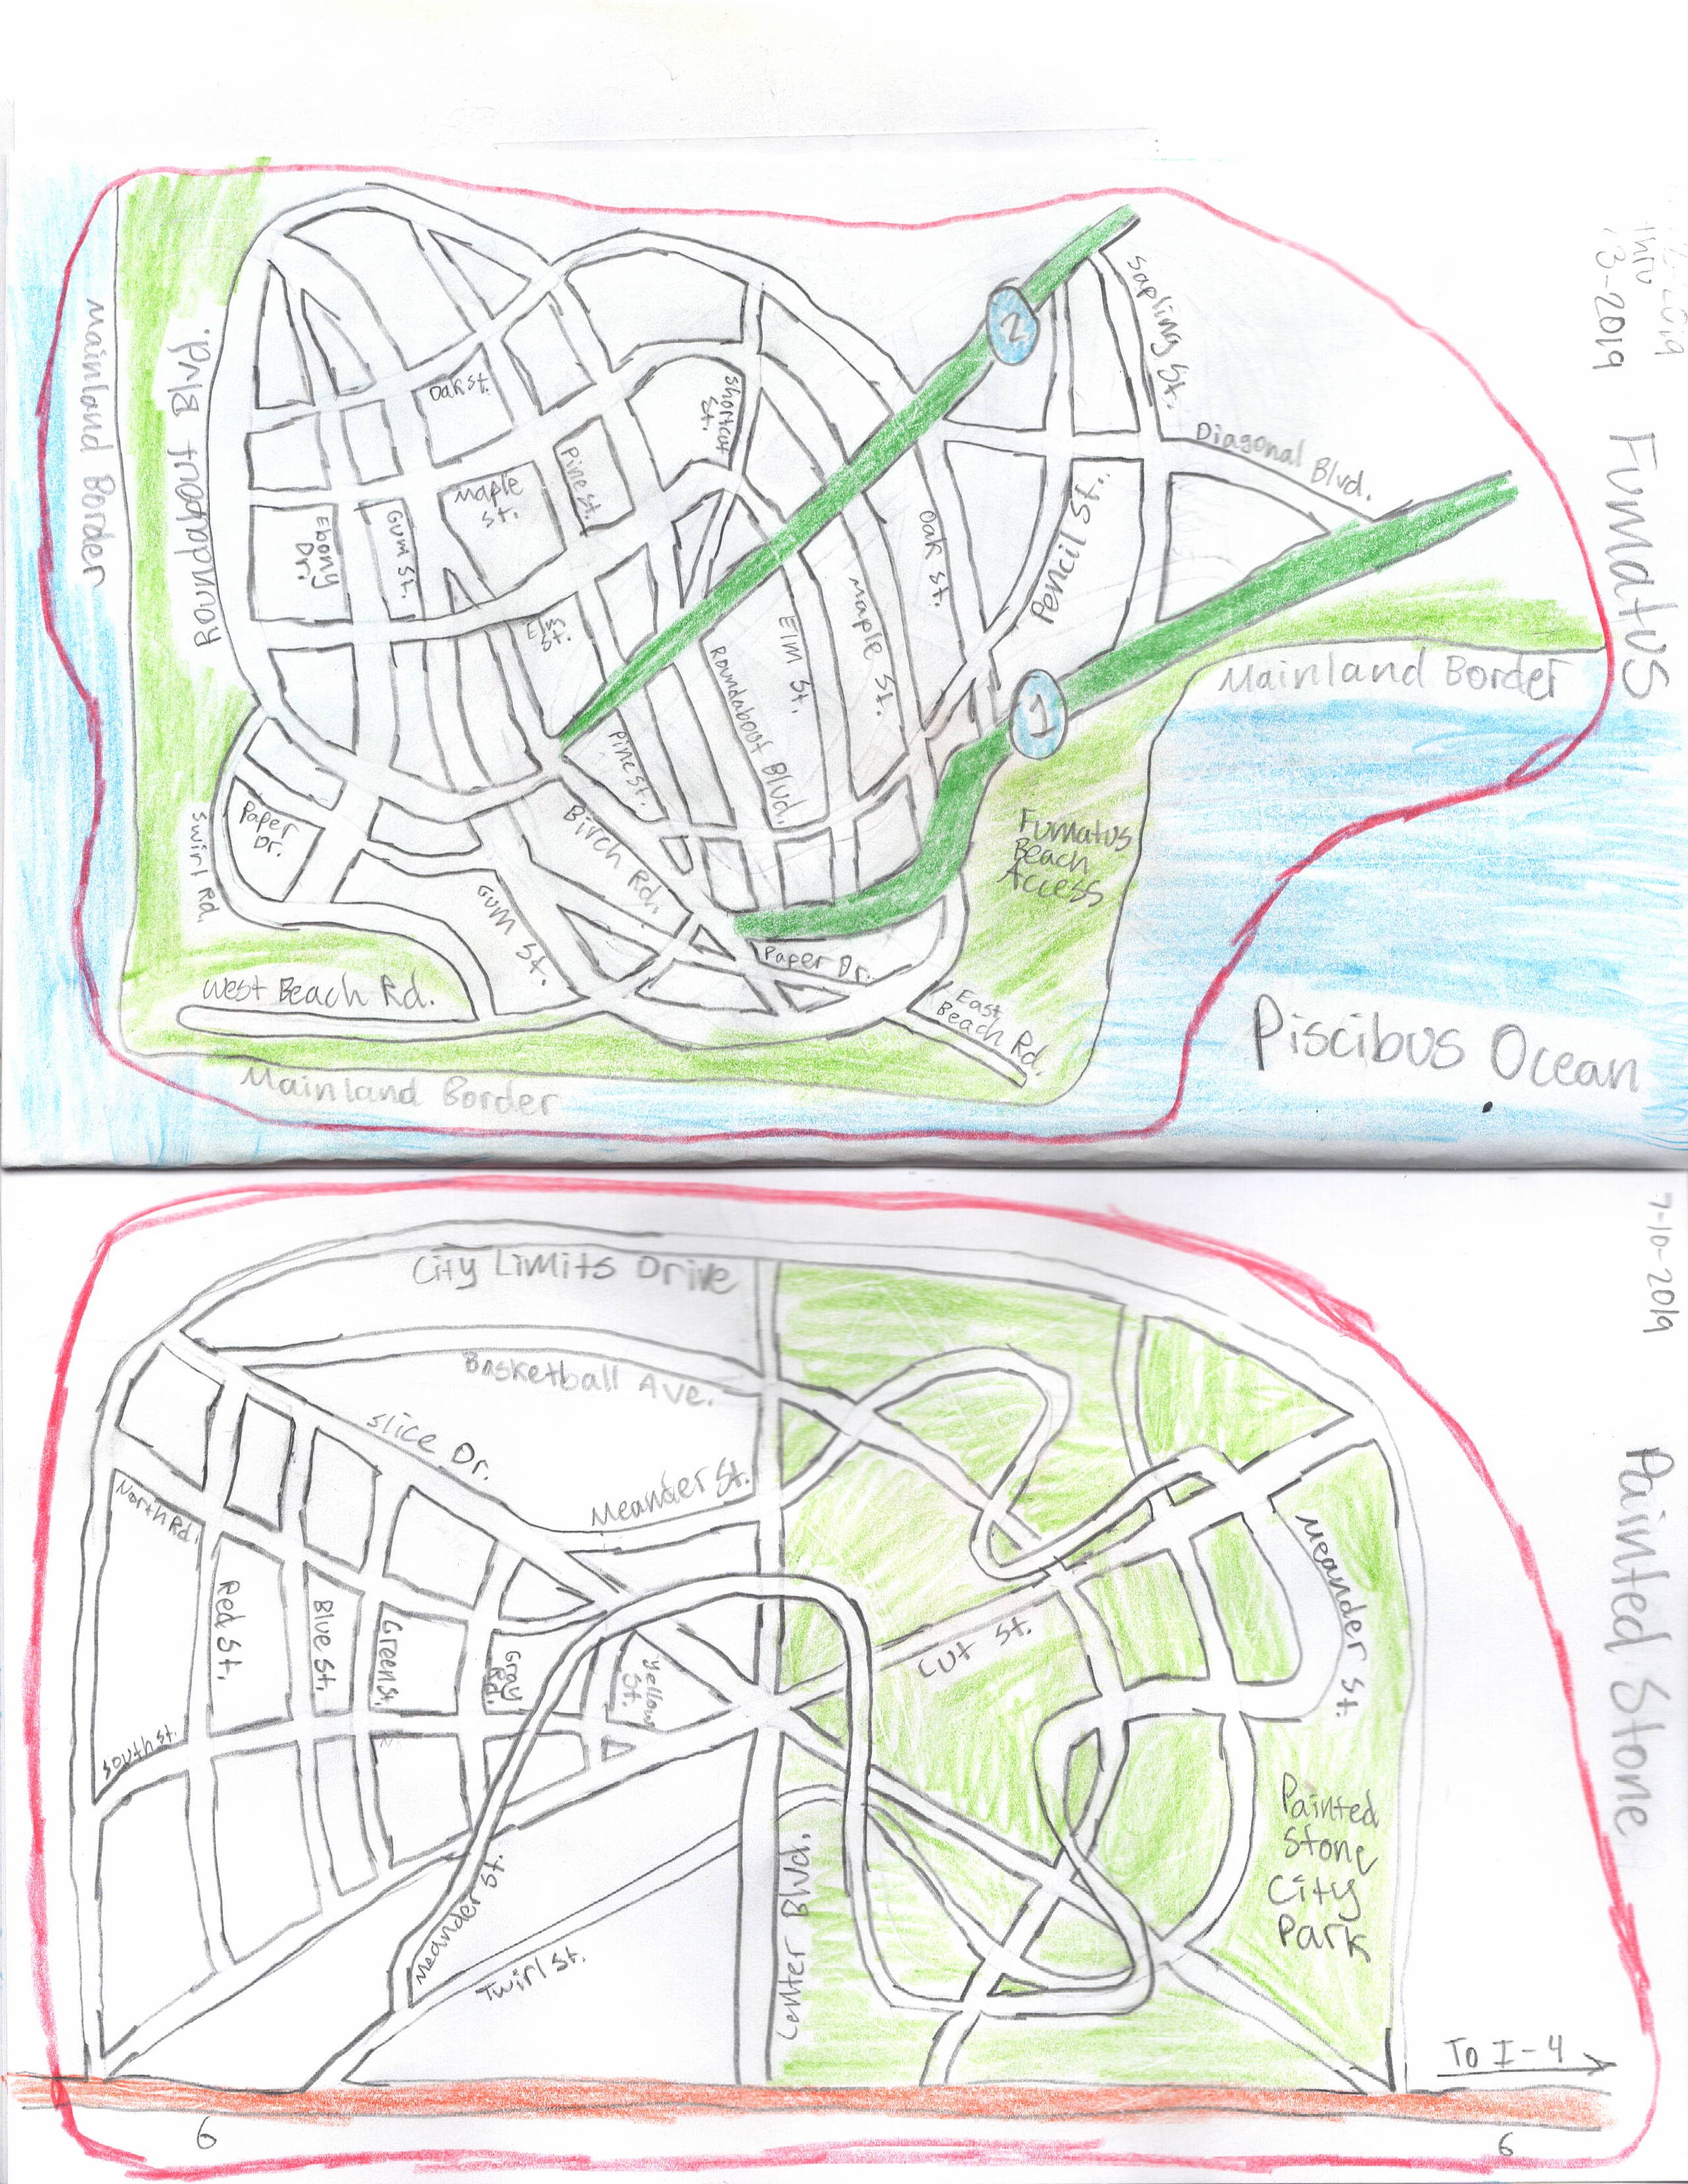 thru
3-2019
Fumatus
Mainland Border
Roundabout Blvd.
Sapling St.
2
Diagonal Blvd.
Oak St.
Shortcut
St.
Pine St.
Maple
St.
Gum St.
Ebony
Dr.
Oak St.
Pencil St.
Elm
St.
Elm St.
Maple St.
Roundabout Blvd.
Mainland Border
1
Pine St.
Birch Rd.
Paper
Dr.
Swirl Rd.
Gum St.
Fumatus
Beach
Access
Paper Dr.
West Beach Rd.
East
Beach Rd.
Piscibus Ocean
Mainland Border
7-10-2019
Painted Stone
City Limits Drive
Basketball Ave.
Slice Dr.
Meander St.
North Rd.
Red St.
Blue St.
Green St.
Gray
Rd.
Yellow
St.
Cut St.
Meander St.
South St.
Painted
Stone
City
Park
Center Blvd.
Meander St.
Twirl St.
To I-4
6
6